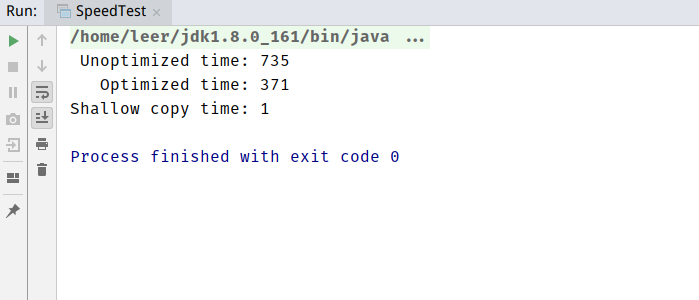 Run: SpeedTest
/home/leer/jdk1.8.0_161/bin/java ...
Unoptimized time: 735
Optimized time: 371
Shallow copy time: 1
Process finished with exit code 0